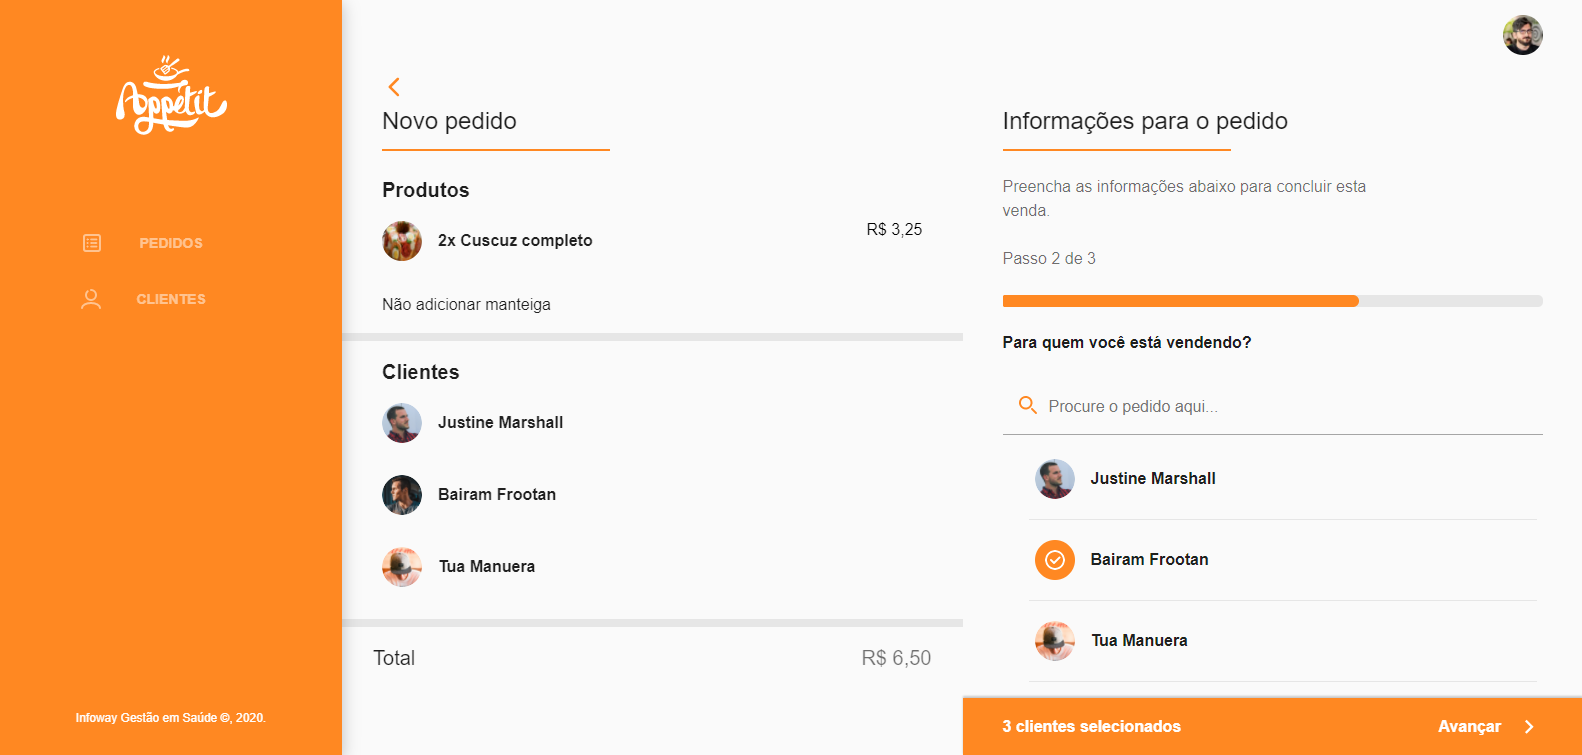 Appétit
PEDIDOS
CLIENTES
Infoway Gestão em Saúde ©, 2020.
Novo pedido
Produtos
2x Cuscuz completo
R$ 3,25
Não adicionar manteiga
Clientes
Justine Marshall
Bairam Frootan
Tua Manuera
Total
R$ 6,50
Informações para o pedido
Preencha as informações abaixo para concluir esta
venda.
Passo 2 de 3
Para quem você está vendendo?
Procure o pedido aqui...
Justine Marshall
Bairam Frootan
Tua Manuera
3 clientes selecionados
Avançar